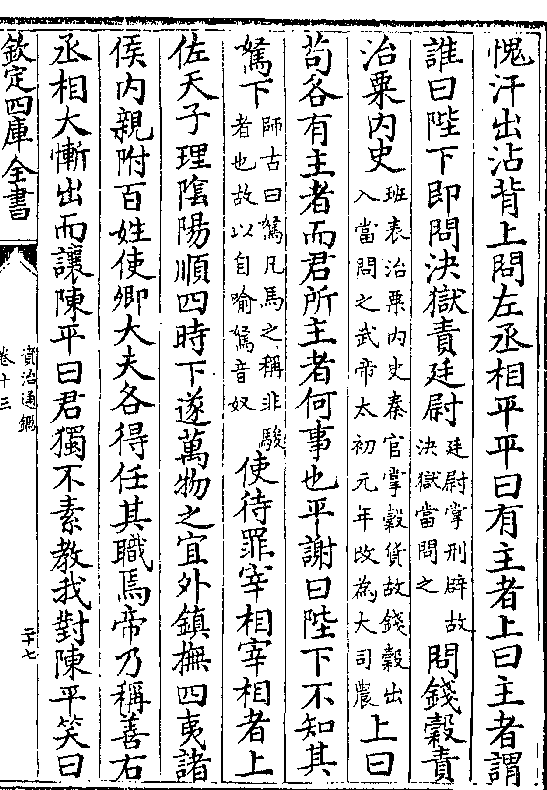 愧汗出沾背上問左丞相平平曰有主者上曰主者謂
誰曰陛下即問決獄責廷尉廷尉掌刑辟故決獄當問之問錢穀責
治粟內史班表治粟內史秦官掌穀貨故錢穀出入當問之武帝太初元年改為大司農上曰
苟各有主者而君所主者何事也平謝曰陛下不知其
駑下師古曰駑凡馬之稱非駿者也故以自喻駑音奴使待罪宰相宰相者上
佐天子理陰陽順四時下遂萬物之宜外鎮撫四夷諸
侯內親附百姓使卿大夫各得任其職焉帝乃稱善右
丞相大慚出而讓陳平曰君獨不素教我對陳平笑曰
欽定四庫全書
資治通鑑
卷十三
二十七